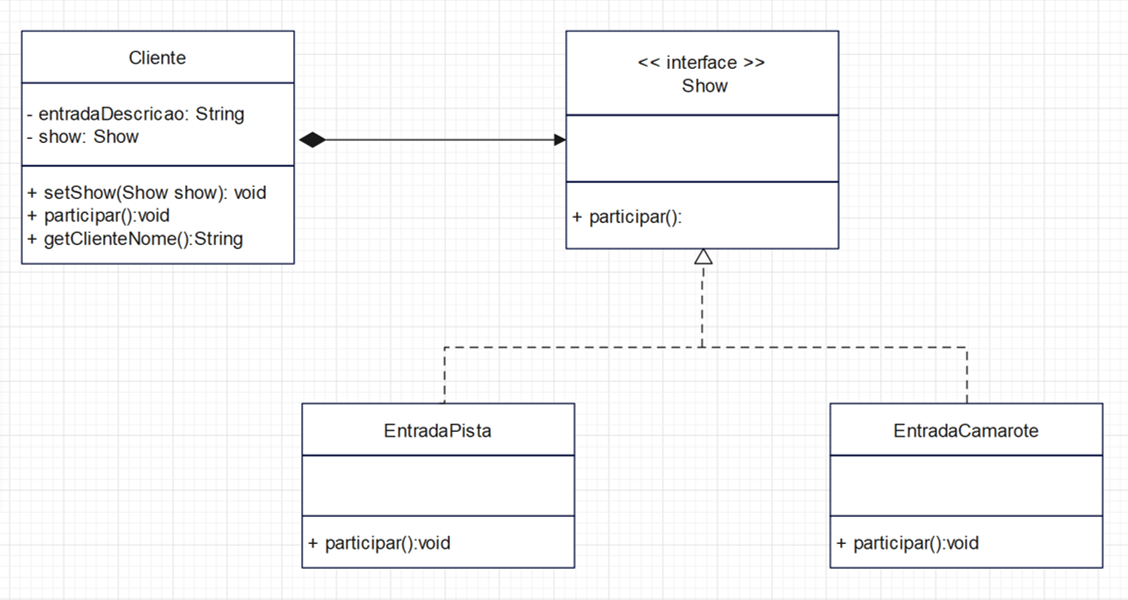 Cliente
- entradaDescricao: String
- show: Show
+ setShow(Show show): void
+ participar():void
+ getClienteNome():String
<< interface >>
Show
+ participar():
EntradaPista
+ participar():void
EntradaCamarote
+ participar():void